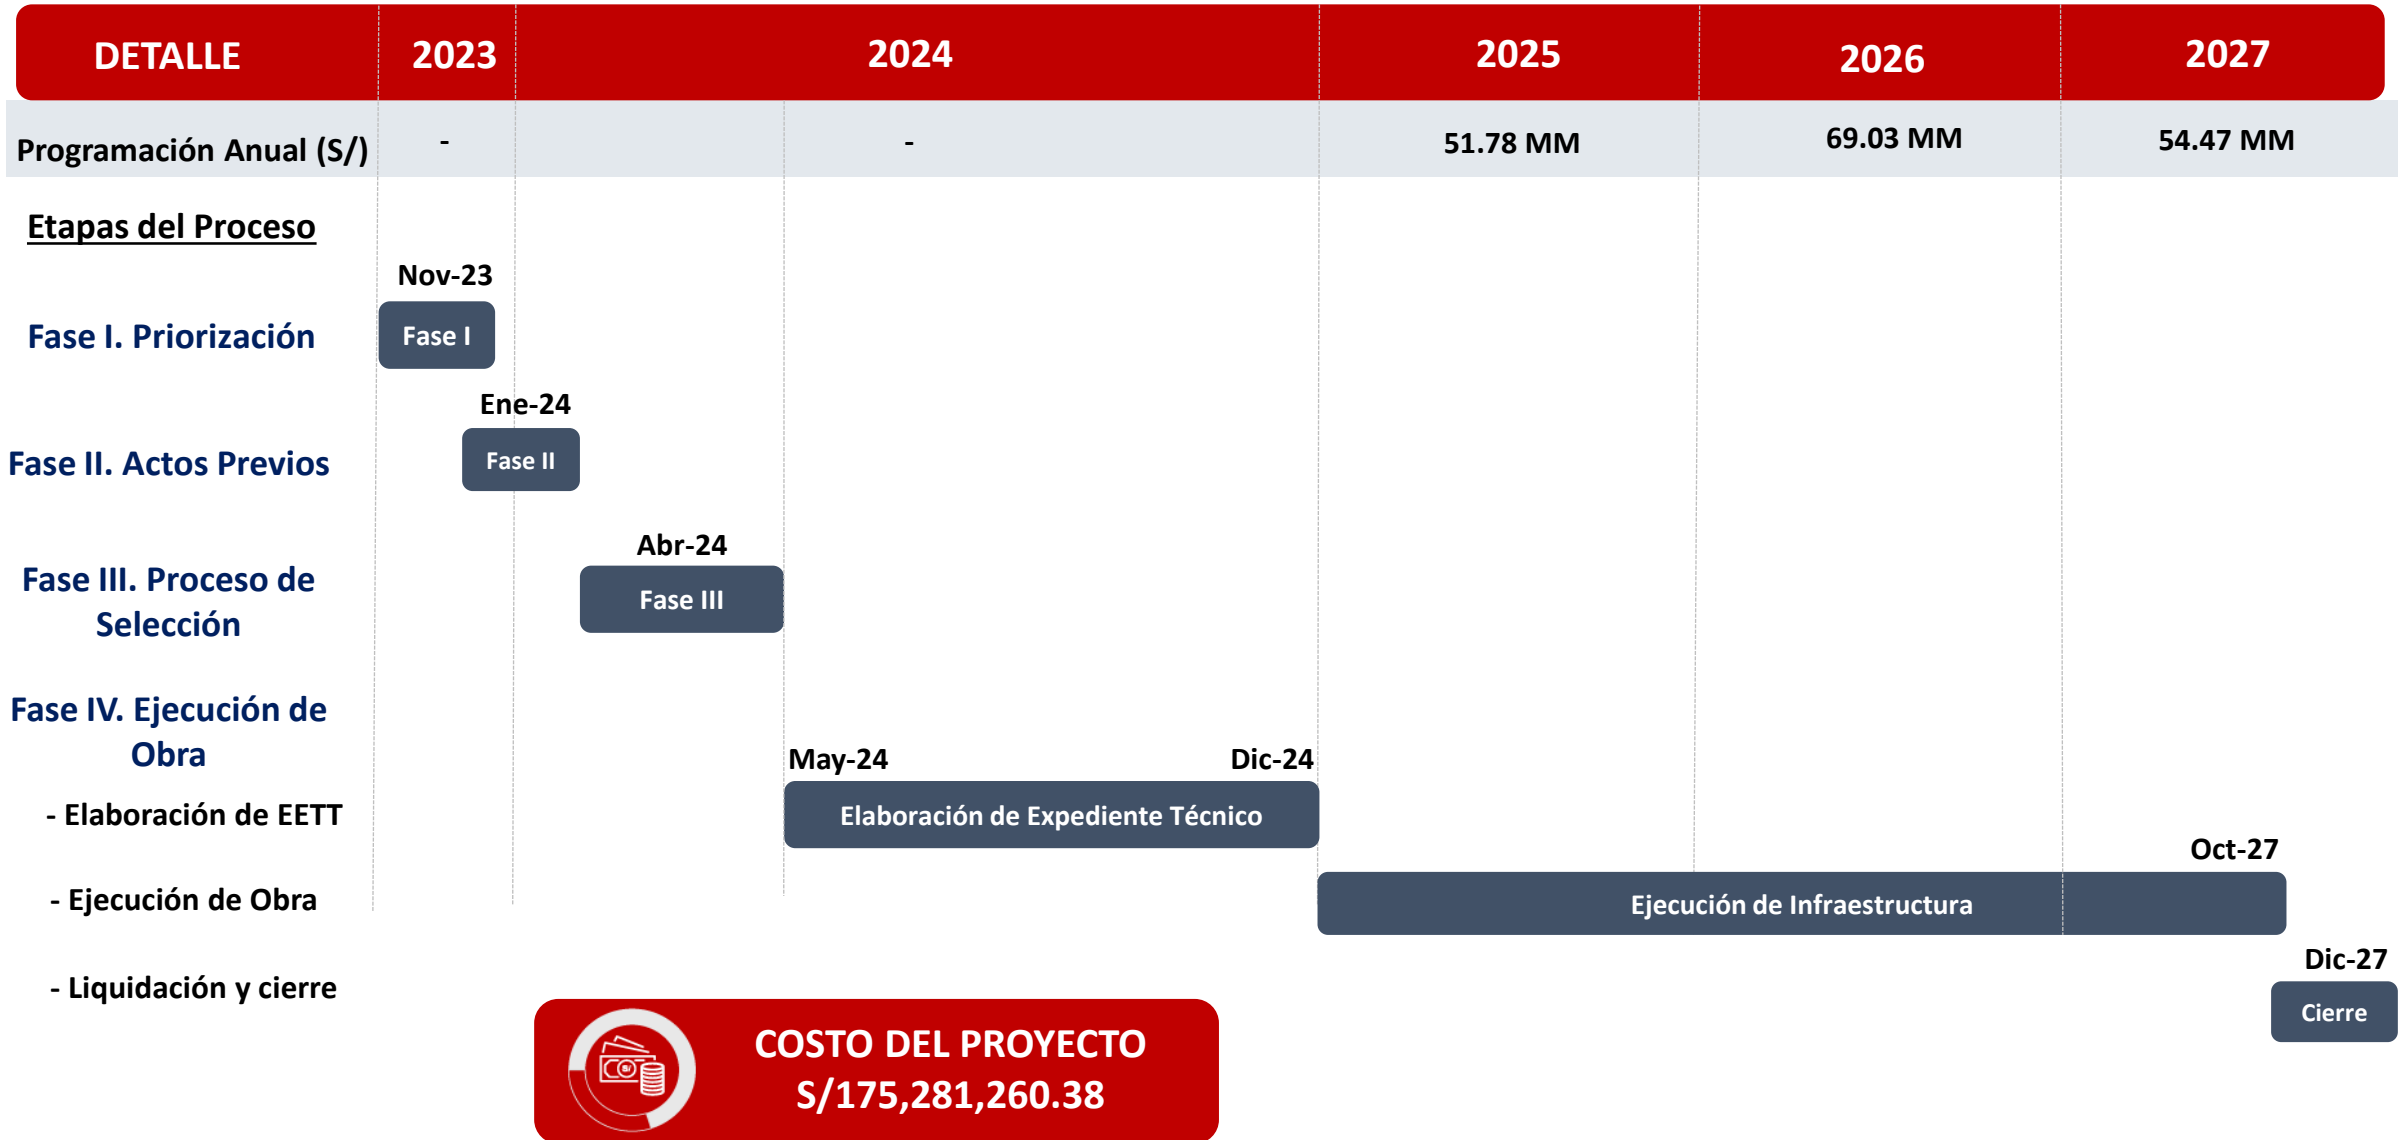 DETALLE 2023 2024 2025 2026 2027
Programación Anual (S/) - - 51.78 MM 69.03 MM 54.47 MM
Etapas del Proceso
Nov-23
Fase I. Priorización Fase I
Ene-24
Fase II. Actos Previos Fase II
Abr-24
Fase III. Proceso de
Selección
Fase III
Fase IV. Ejecución de
Obra
May-24 Dic-24
- Elaboración de EETT Elaboración de Expediente Técnico
Oct-27
- Ejecución de Obra Ejecución de Infraestructura
Dic-27
- Liquidación y cierre Cierre
COSTO DEL PROYECTO
S/175,281,260.38